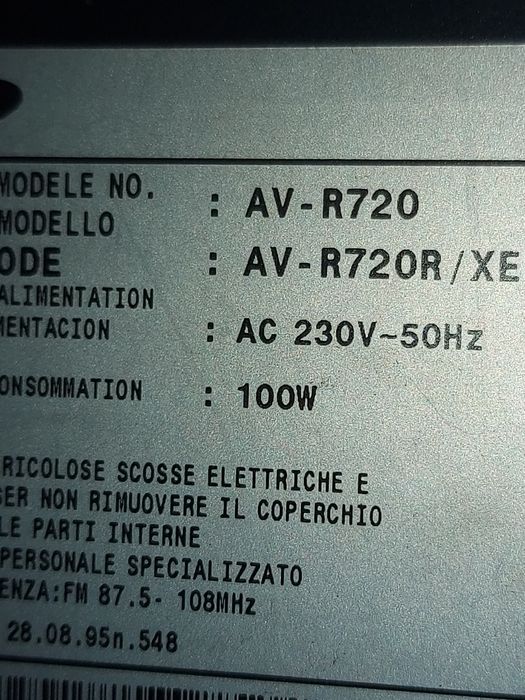 MODELE NO.
MODELLO : AV-R720
ODE : AV-R720R/XE
ALIMENTATION
MENTACION : AC 230V~50Hz
ONSOMMATION : 100W
RICOLOSE SCOSSE ELETTRICHE E
SER NON RIMUOVERE IL COPERCHIO
LE PARTI INTERNE
PERSONALE SPECIALIZZATO
ENZA:FM 87.5- 108MHz
28.08.95n.548